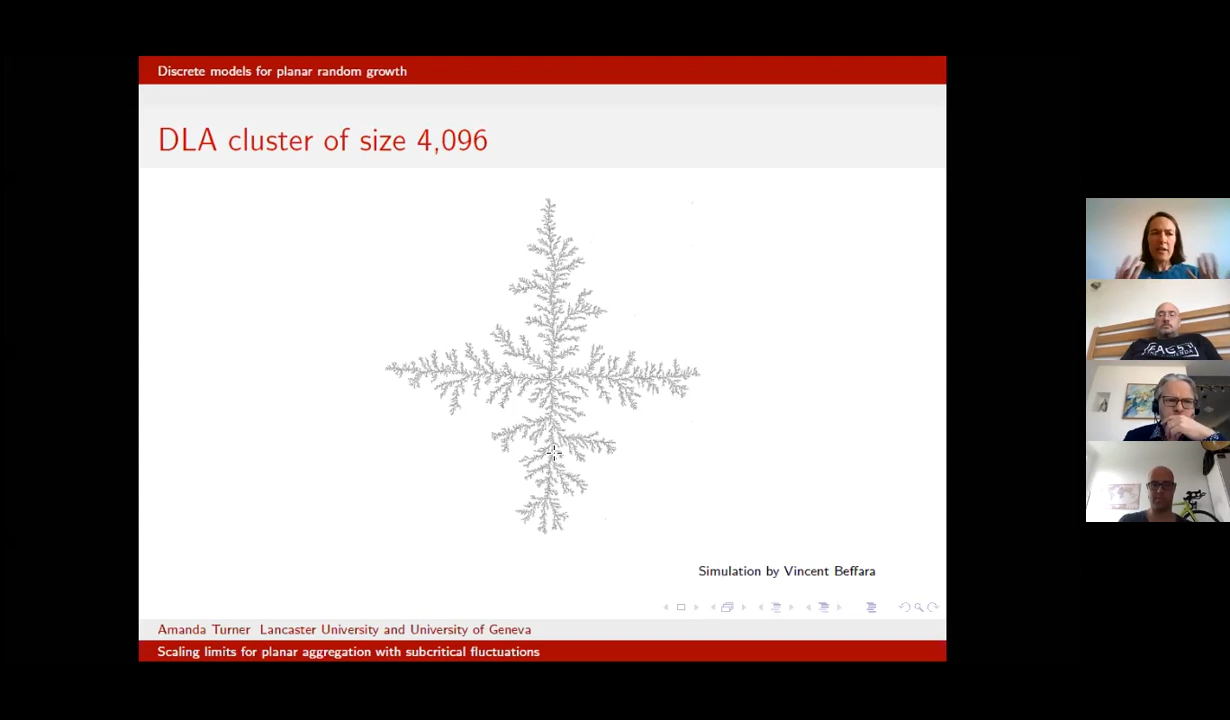 Discrete models for planar random growth
DLA cluster of size 4,096
Simulation by Vincent Beffara
Amanda Turner Lancaster University and University of Geneva
Scaling limits for planar aggregation with subcritical fluctuations